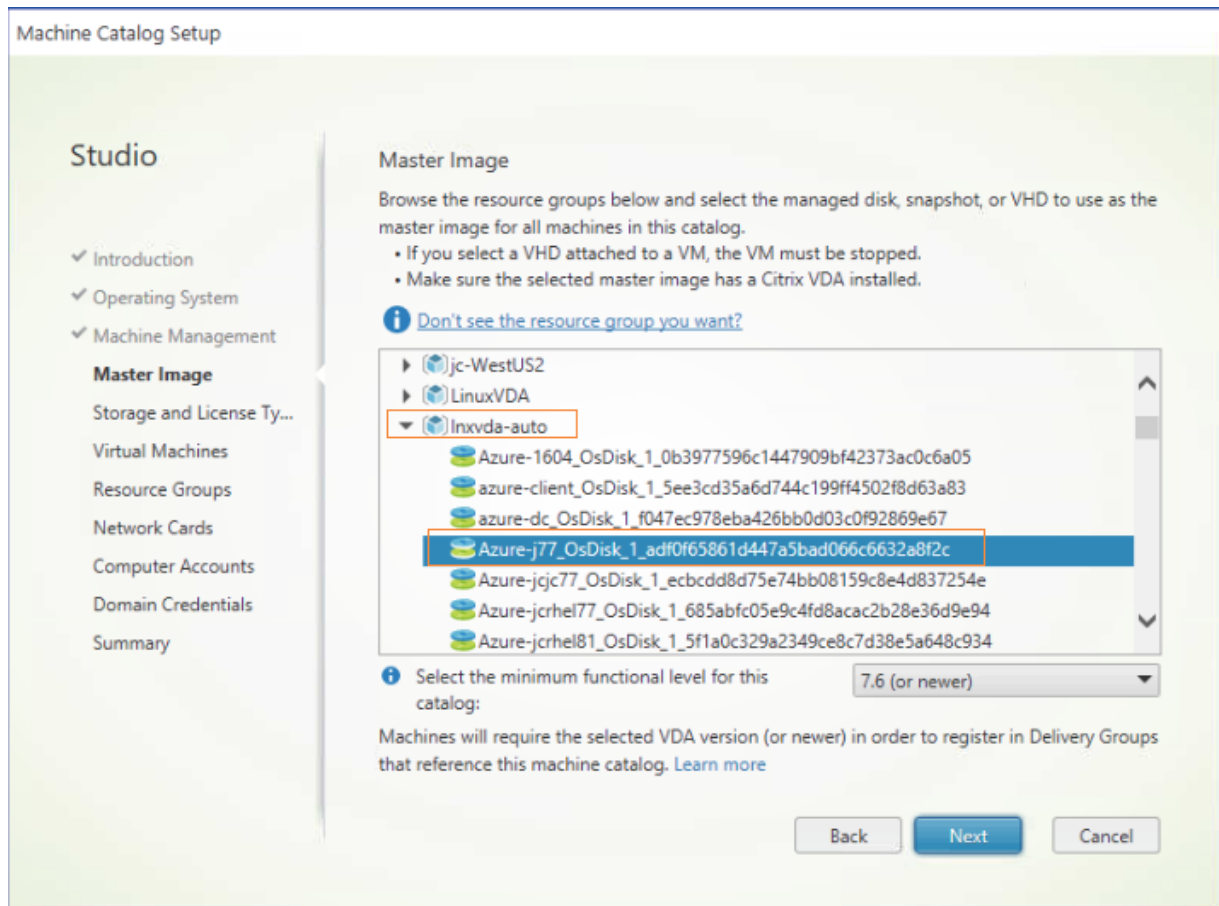 Machine Catalog Setup
Studio
Introduction
Operating System
Machine Management
Master Image
Storage and License Ty...
Virtual Machines
Resource Groups
Network Cards
Computer Accounts
Domain Credentials
Summary
Master Image
Browse the resource groups below and select the managed disk, snapshot, or VHD to use as the
master image for all machines in this catalog.
• If you select a VHD attached to a VM, the VM must be stopped.
• Make sure the selected master image has a Citrix VDA installed.
Don't see the resource group you want?
jc-WestUS2
LinuxVDA
lnxvda-auto
Azure-1604_OsDisk_1_0b3977596c1447909bf42373ac0c6a05
azure-client_OsDisk_1_5ee3cd35a6d744c199ff4502f8d63a83
azure-dc_OsDisk_1_f047ec978eba426bb0d03c0f92869e67
Azure-j77_OsDisk_1_adf0f65861d447a5bad066c6632a8f2c
Azure-jcjc77_OsDisk_1_ecbcdd8d75e74bb08159c8e4d837254e
Azure-jcrhel77_OsDisk_1_685abfc05e9c4fd8acac2b28e36d9e94
Azure-jcrhel81_OsDisk_1_5f1a0c329a2349ce8c7d38e5a648c934
Select the minimum functional level for this
catalog:
7.6 (or newer)
Machines will require the selected VDA version (or newer) in order to register in Delivery Groups
that reference this machine catalog. Learn more
Back
Next
Cancel